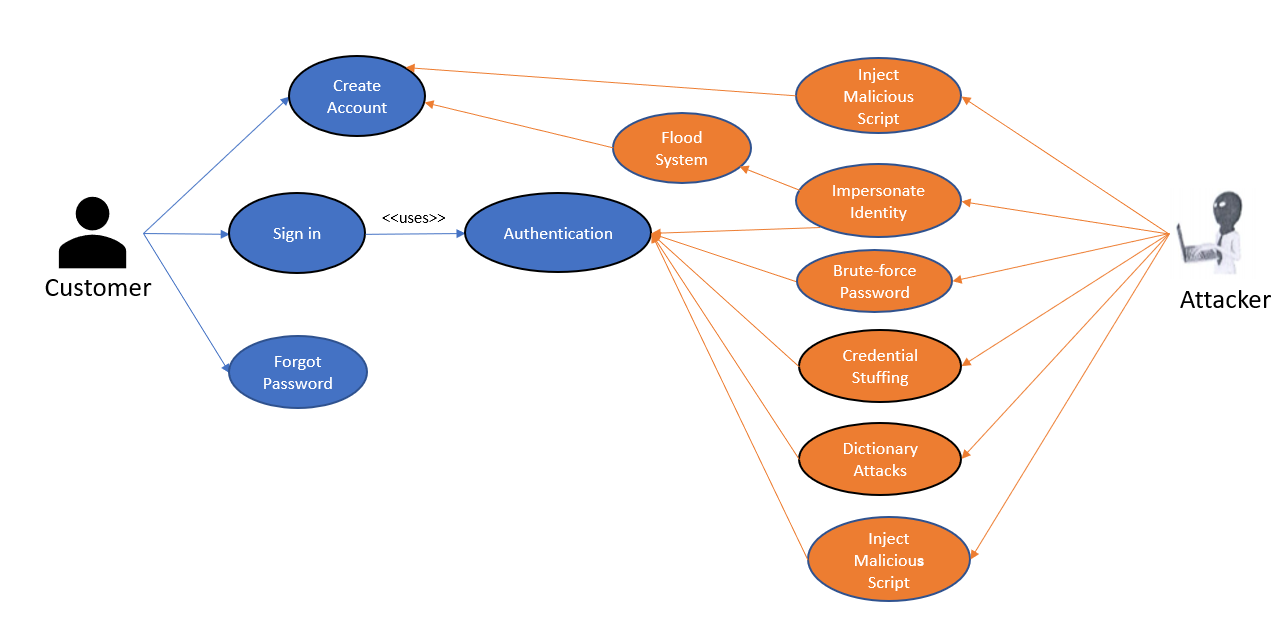 Create
Account
Inject
Malicious
Script
Flood
System
Impersonate
Identity
Sign in
<<uses>>
Authentication
Customer
Brute-force
Password
Attacker
Forgot
Password
Credential
Stuffing
Dictionary
Attacks
Inject
Malicious
Script